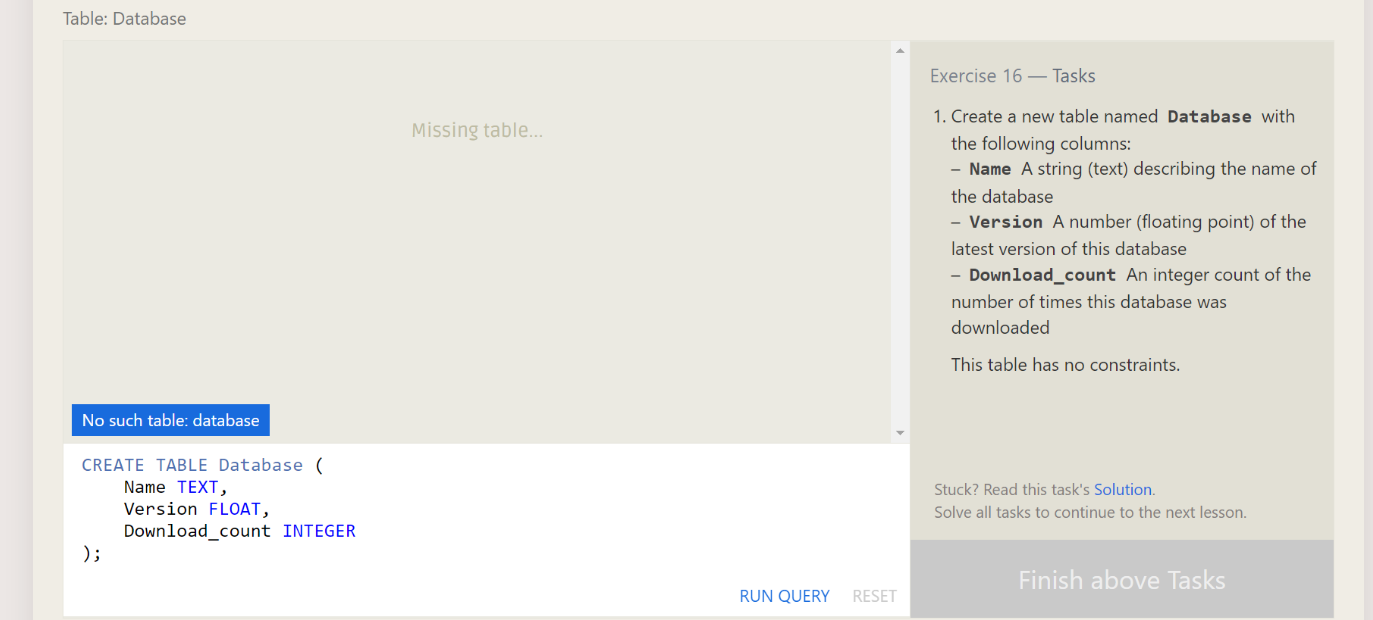 Table: Database
Missing table...
No such table: database
CREATE TABLE Database (
    Name TEXT,
    Version FLOAT,
    Download_count INTEGER
);
RUN QUERY RESET
Exercise 16 — Tasks
1. Create a new table named Database with
the following columns:
– Name A string (text) describing the name of
the database
– Version A number (floating point) of the
latest version of this database
– Download_count An integer count of the
number of times this database was
downloaded
This table has no constraints.
Stuck? Read this task's Solution.
Solve all tasks to continue to the next lesson.
Finish above Tasks